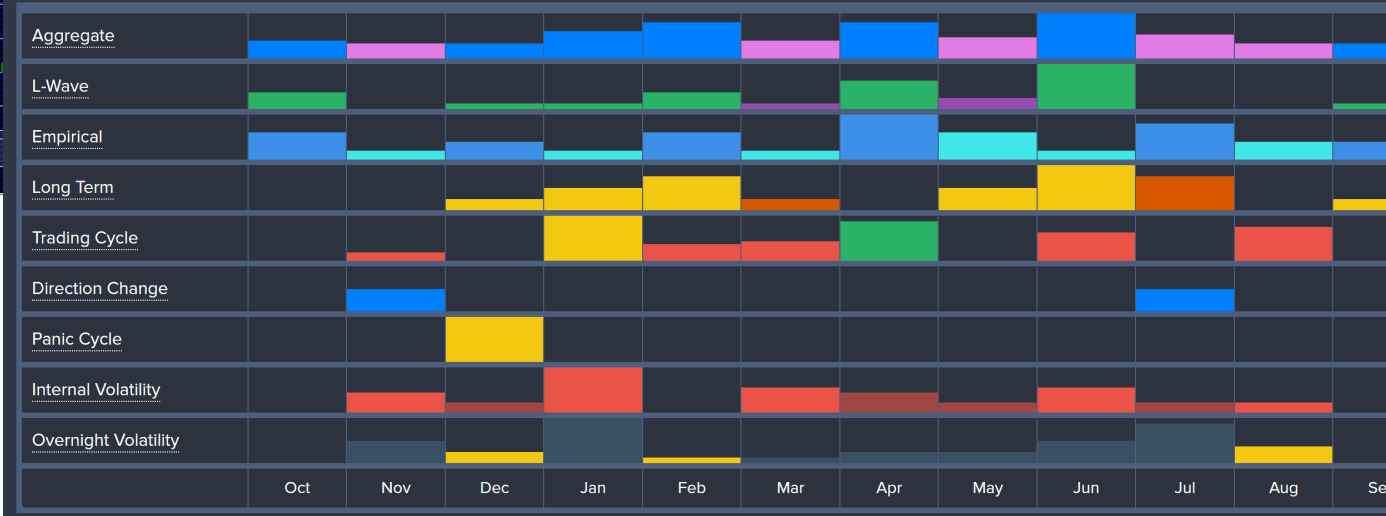 Aggregate
L-Wave
Empirical
Long Term
Trading Cycle
Direction Change
Panic Cycle
Internal Volatility
Overnight Volatility
Oct Nov Dec Jan Feb Mar Apr May Jun Jul Aug Se